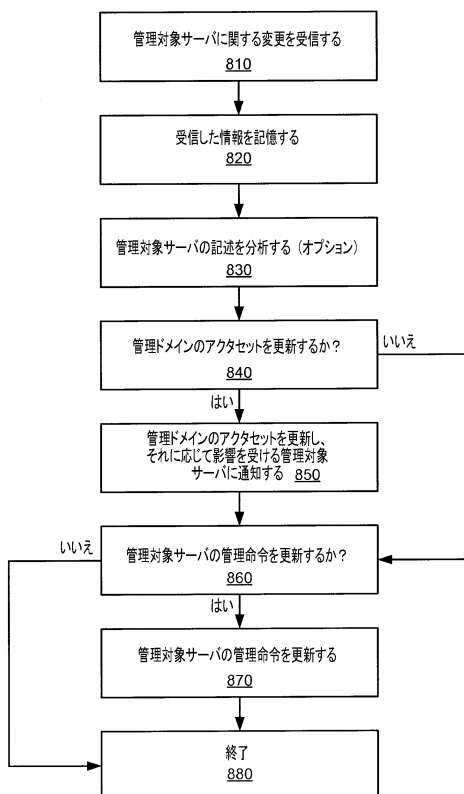 管理対象サーバに関する変更を受信する
810
受信した情報を記憶する
820
管理対象サーバの記述を分析する (オプション)
830
管理ドメインのアクタセットを更新するか?
840
いいえ
はい
管理ドメインのアクタセットを更新し、
それに応じて影響を受ける管理対象
サーバに通知する 850
いいえ
管理対象サーバの管理命令を更新するか?
860
はい
管理対象サーバの管理命令を更新する
870
終了
880